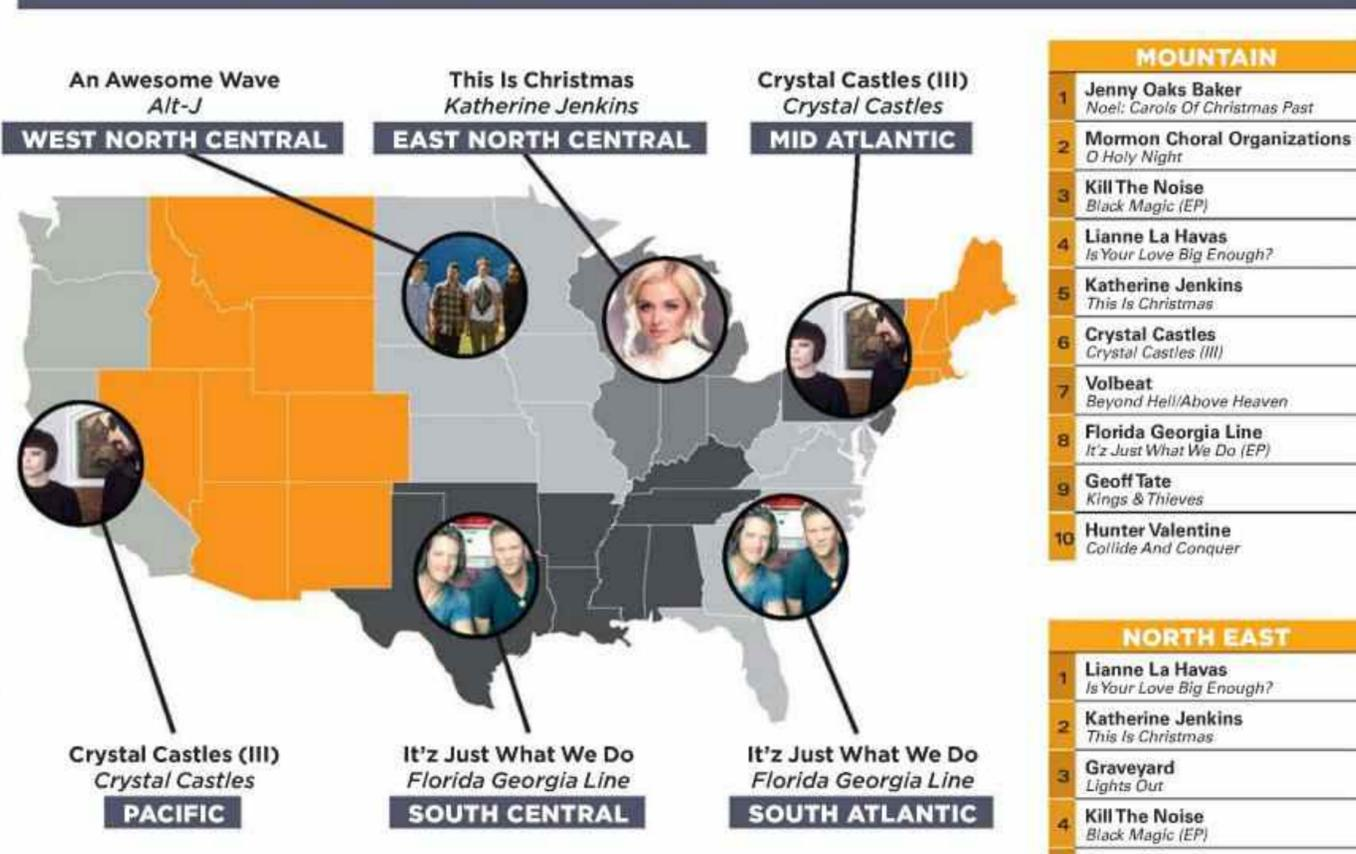 An Awesome Wave
Alt-J
WEST NORTH CENTRAL
This Is Christmas
Katherine Jenkins
EAST NORTH CENTRAL
Crystal Castles (III)
Crystal Castles
MID ATLANTIC
Crystal Castles (III)
Crystal Castles
PACIFIC
It'z Just What We Do
Florida Georgia Line
SOUTH CENTRAL
It'z Just What We Do
Florida Georgia Line
SOUTH ATLANTIC
MOUNTAIN
1 Jenny Oaks Baker
Noel: Carols Of Christmas Past
2 Mormon Choral Organizations
O Holy Night
3 Kill The Noise
Black Magic (EP)
4 Lianne La Havas
Is Your Love Big Enough?
5 Katherine Jenkins
This Is Christmas
6 Crystal Castles
Crystal Castles (III)
7 Volbeat
Beyond Hell/Above Heaven
8 Florida Georgia Line
It'z Just What We Do (EP)
9 Geoff Tate
Kings & Thieves
10 Hunter Valentine
Collide And Conquer
NORTH EAST
1 Lianne La Havas
Is Your Love Big Enough?
2 Katherine Jenkins
This Is Christmas
3 Graveyard
Lights Out
4 Kill The Noise
Black Magic (EP)